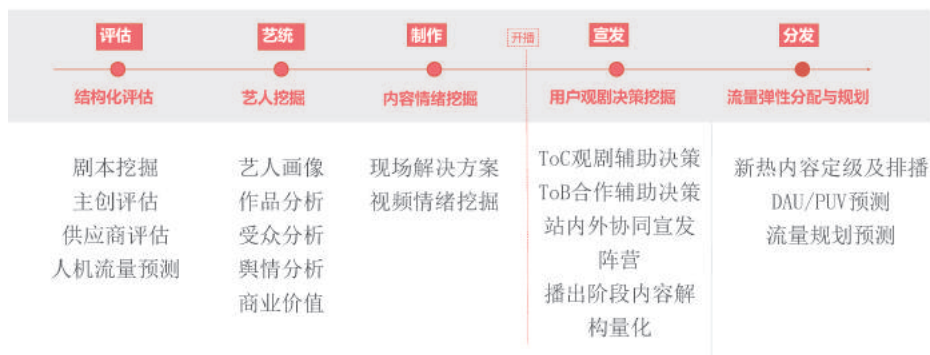 评估
艺统
制作
开播
宣发
分发
结构化评估
艺人挖掘
内容情绪挖掘
用户观剧决策挖掘
流量弹性分配与规划
剧本挖掘
主创评估
供应商评估
人机流量预测
艺人画像
作品分析
受众分析
舆情分析
商业价值
现场解决方案
视频情绪挖掘
ToC观剧辅助决策
ToB合作辅助决策
站内外协同宣发
阵营
播出阶段内容解
构量化
新热内容定级及排播
DAU/PUV预测
流量规划预测